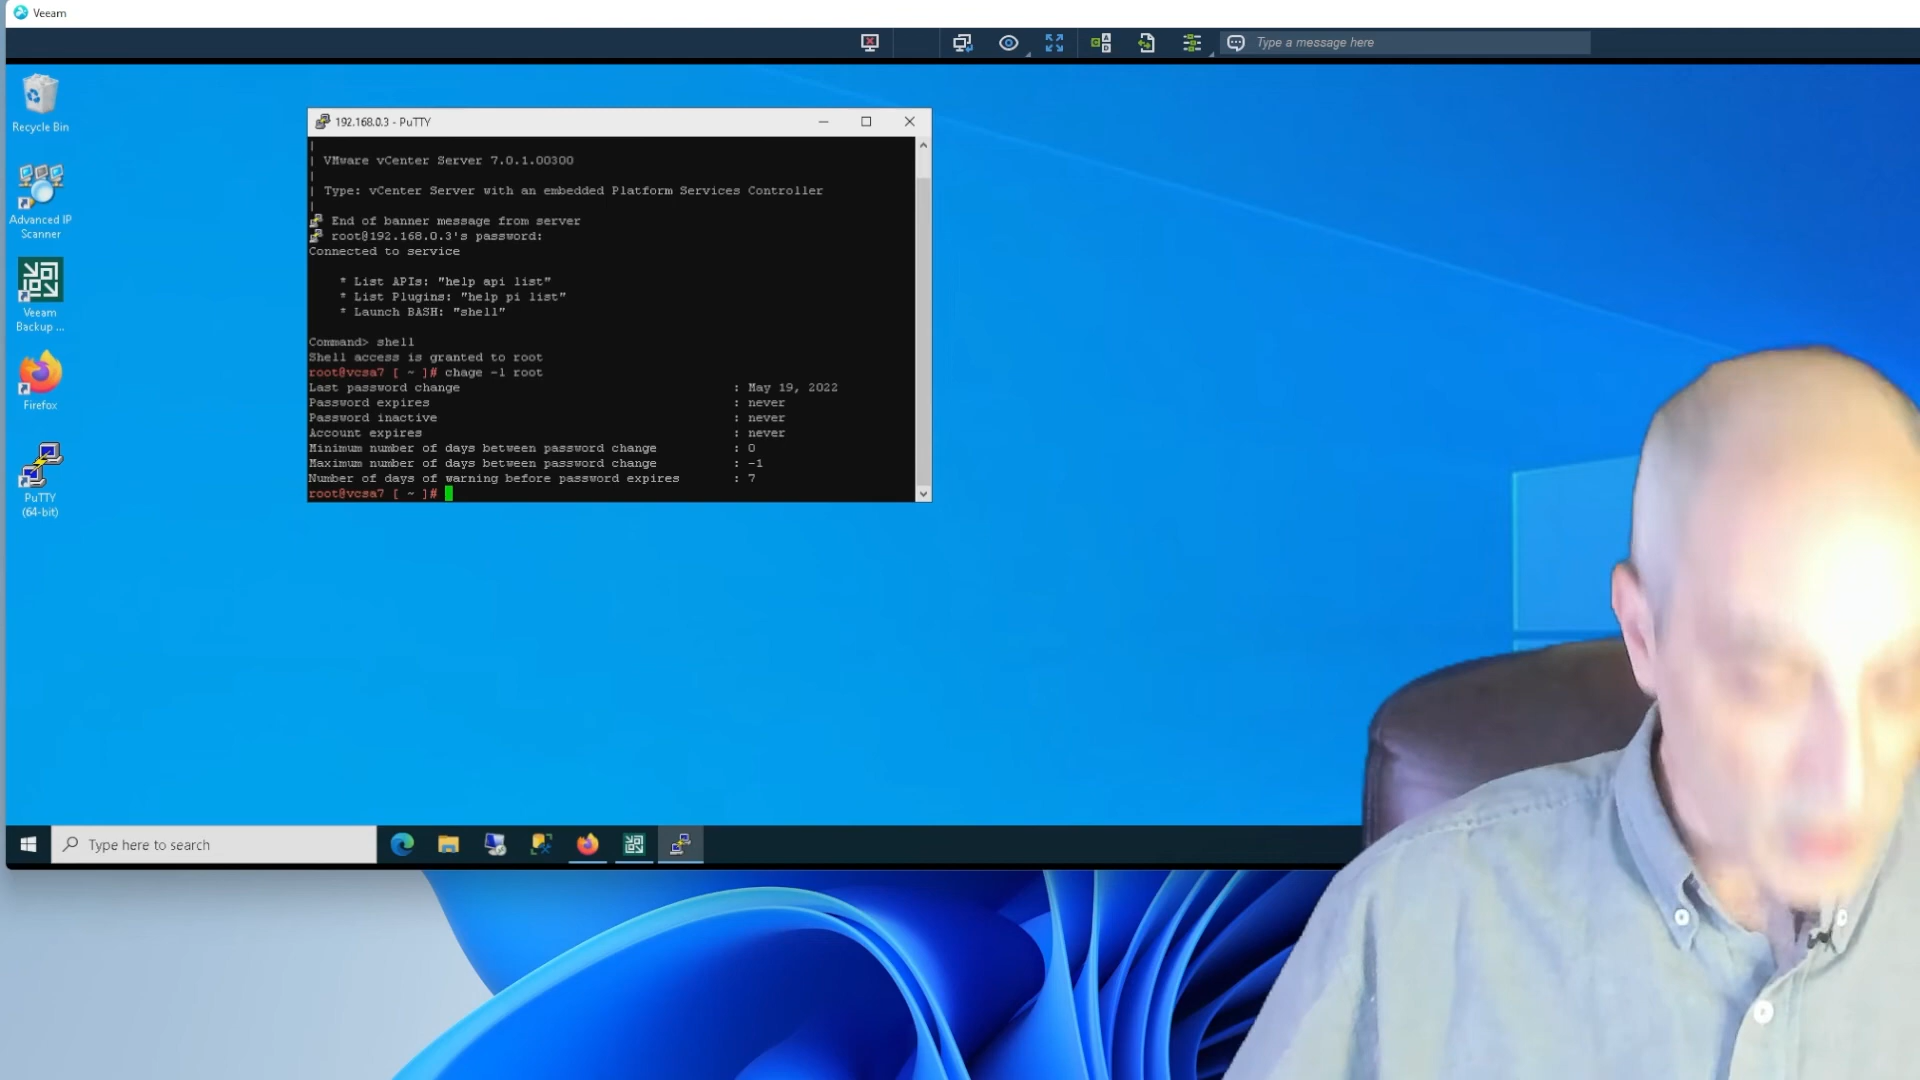 Veeam
Type a message here
Recycle Bin
Advanced IP
Scanner
Veeam
Backup ...
Firefox
PuTTY
(64-bit)
192.168.0.3 - PuTTY
|
| VMware vCenter Server 7.0.1.00300
|
| Type: vCenter Server with an embedded Platform Services Controller
|
End of banner message from server
root@192.168.0.3's password:
Connected to service
* List APIs: "help api list"
* List Plugins: "help pi list"
* Launch BASH: "shell"
Command> shell
Shell access is granted to root
root@vcsa7 [ ~ ]# chage -l root
Last password change : May 19, 2022
Password expires : never
Password inactive : never
Account expires : never
Minimum number of days between password change : 0
Maximum number of days between password change : -1
Number of days of warning before password expires : 7
root@vcsa7 [ ~ ]#
Type here to search